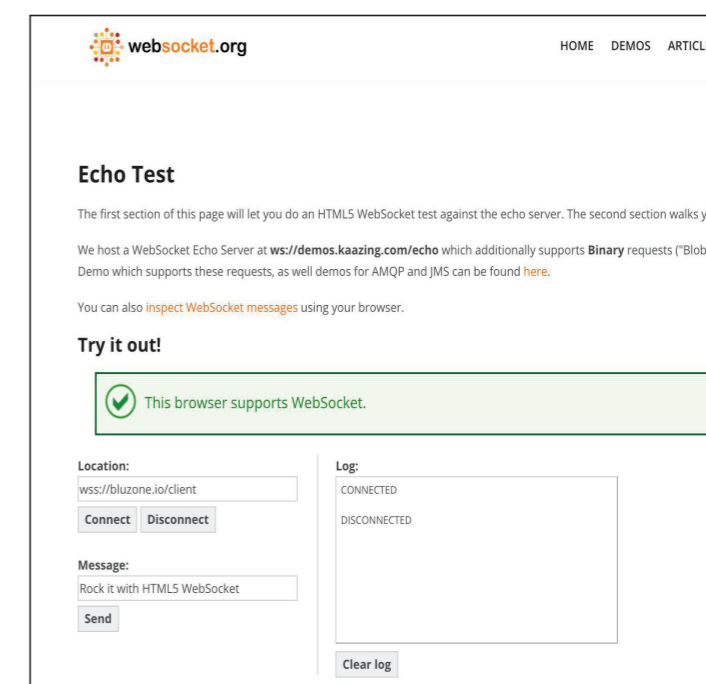 websocket.org
HOME DEMOS
Echo Test
The first section of this page will let you do an HTML5 WebSocket test against the echo server. The second section walks
We host a WebSocket Echo Server at ws://demos.kaazing.com/echo which additionally supports Binary requests ("Blob
Demo which supports these requests, as well demos for AMQP and JMS can be found here.
You can also inspect WebSocket messages using your browser.
Try it out!
This browser supports WebSocket.
Location:
wss://bluzone.io/client
Connect Disconnect
Message:
Rock it with HTML5 WebSocket
Send
Log:
CONNECTED
DISCONNECTED
Clear log